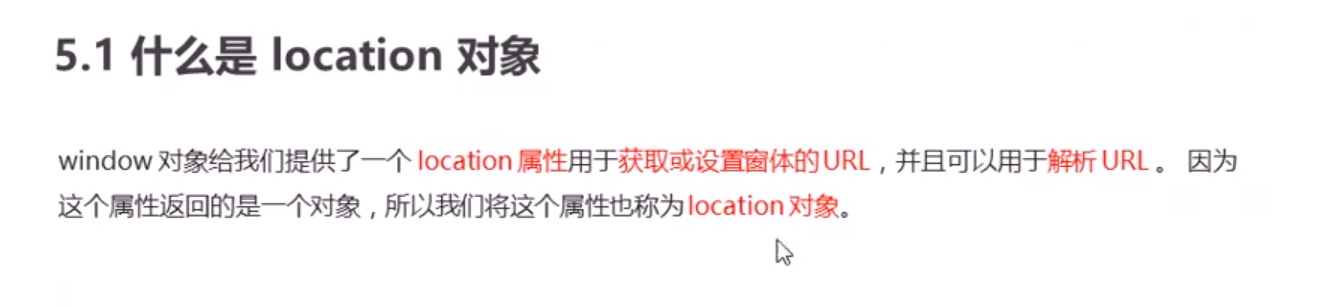 5.1 什么是 location 对象
window 对象给我们提供了一个 location 属性用于获取或设置窗体的 URL，并且可以用于解析 URL 。 因为
这个属性返回的是一个对象，所以我们将这个属性也称为 location 对象。